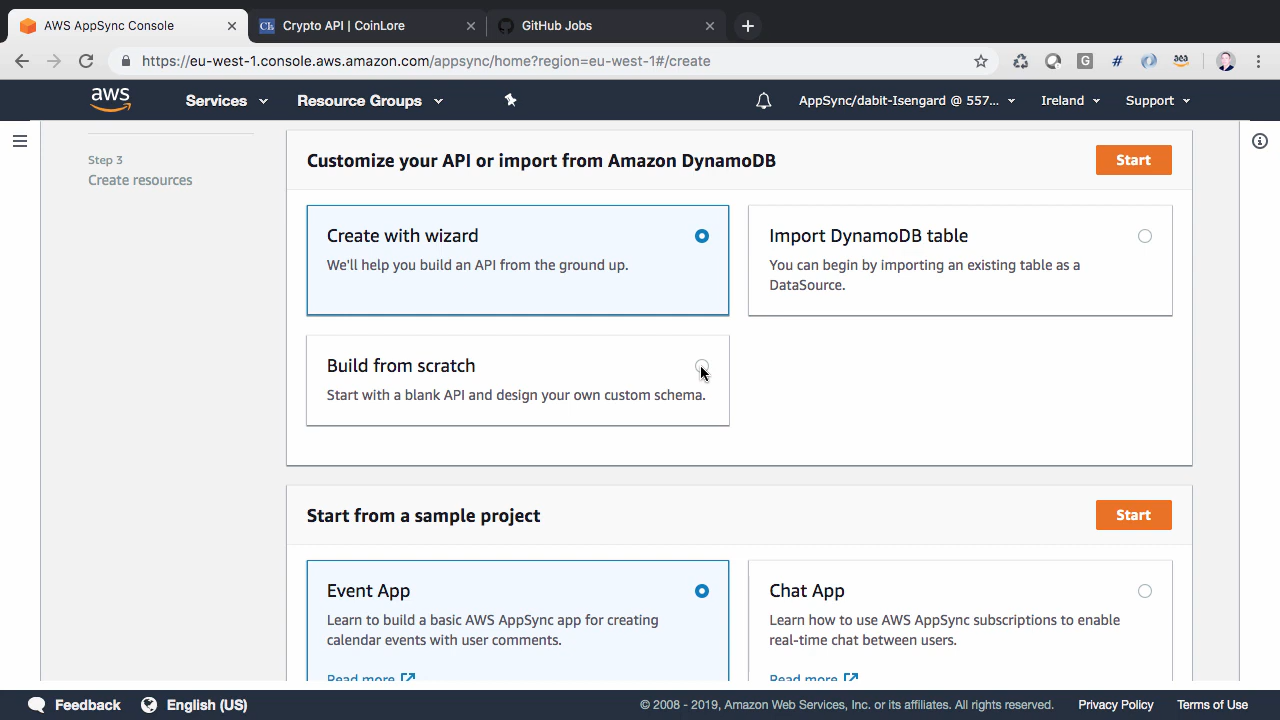 AWS AppSync Console
Crypto API | CoinLore
GitHub Jobs
https://eu-west-1.console.aws.amazon.com/appsync/home?region=eu-west-1#/create
aws
Services
Resource Groups
AppSync/dabit-Isengard @ 557...
Ireland
Support
Step 3
Create resources
Customize your API or import from Amazon DynamoDB
Start
Create with wizard
We'll help you build an API from the ground up.
Import DynamoDB table
You can begin by importing an existing table as a
DataSource.
Build from scratch
Start with a blank API and design your own custom schema.
Start from a sample project
Start
Event App
Learn to build a basic AWS AppSync app for creating
calendar events with user comments.
Read more
Chat App
Learn how to use AWS AppSync subscriptions to enable
real-time chat between users.
Read more
Feedback
English (US)
© 2008 - 2019, Amazon Web Services, Inc. or its affiliates. All rights reserved.
Privacy Policy
Terms of Use